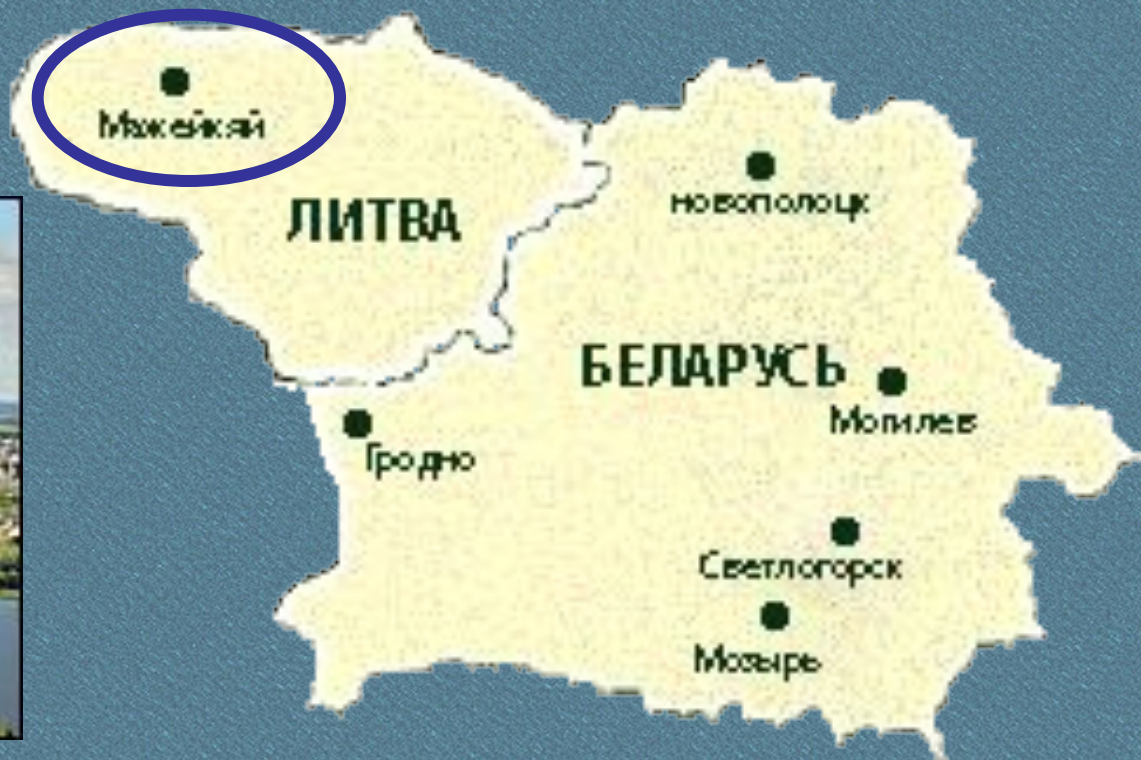 Мажейкяй
ЛИТВА
новополоцк
БЕЛАРУСЬ
Могилев
Гродно
Светлогорск
Мозырь